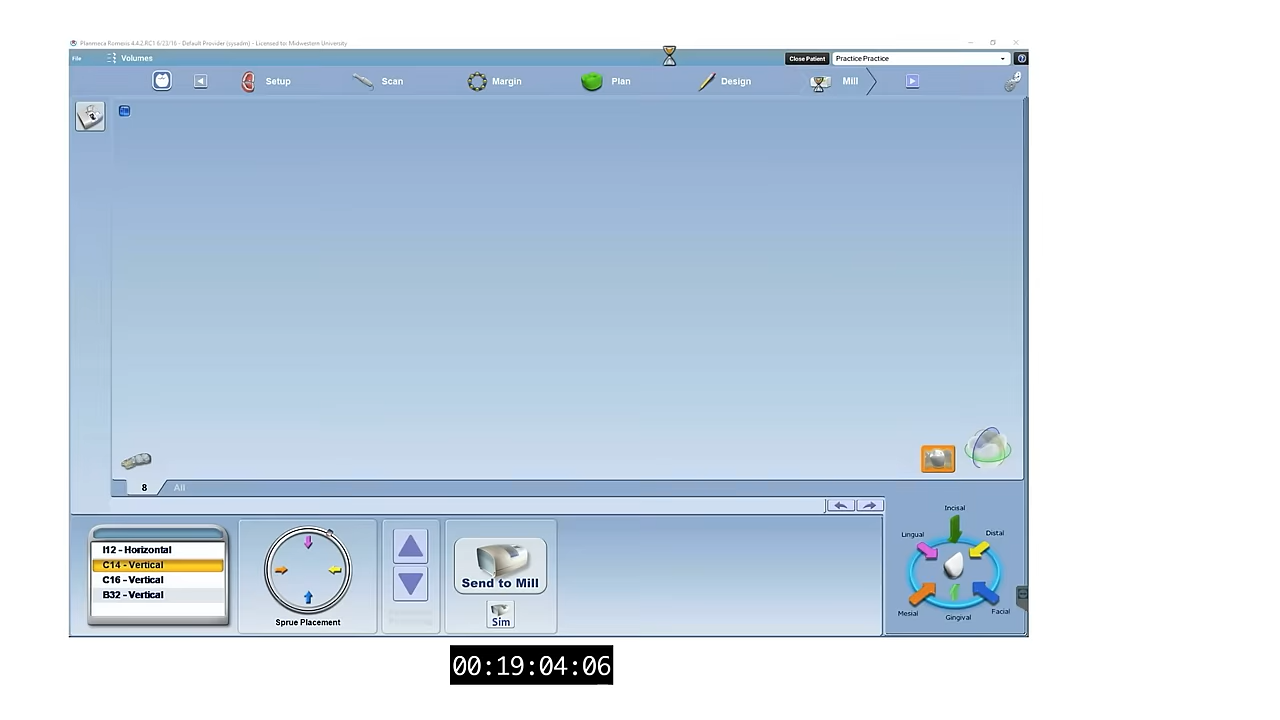 Planmeca Romexis 4.4.2.RC1 6/23/16 - Default Provider (sysadm) - Licensed to: Midwestern University
File Volumes Close Patient Practice Practice
Setup Scan Margin Plan Design Mill
8 All
Incisal
Lingual Distal
Mesial Facial
Gingival
I12 - Horizontal
C14 - Vertical
C16 - Vertical
B32 - Vertical
Sprue Placement
Send to Mill
Sim
00:19:04:06